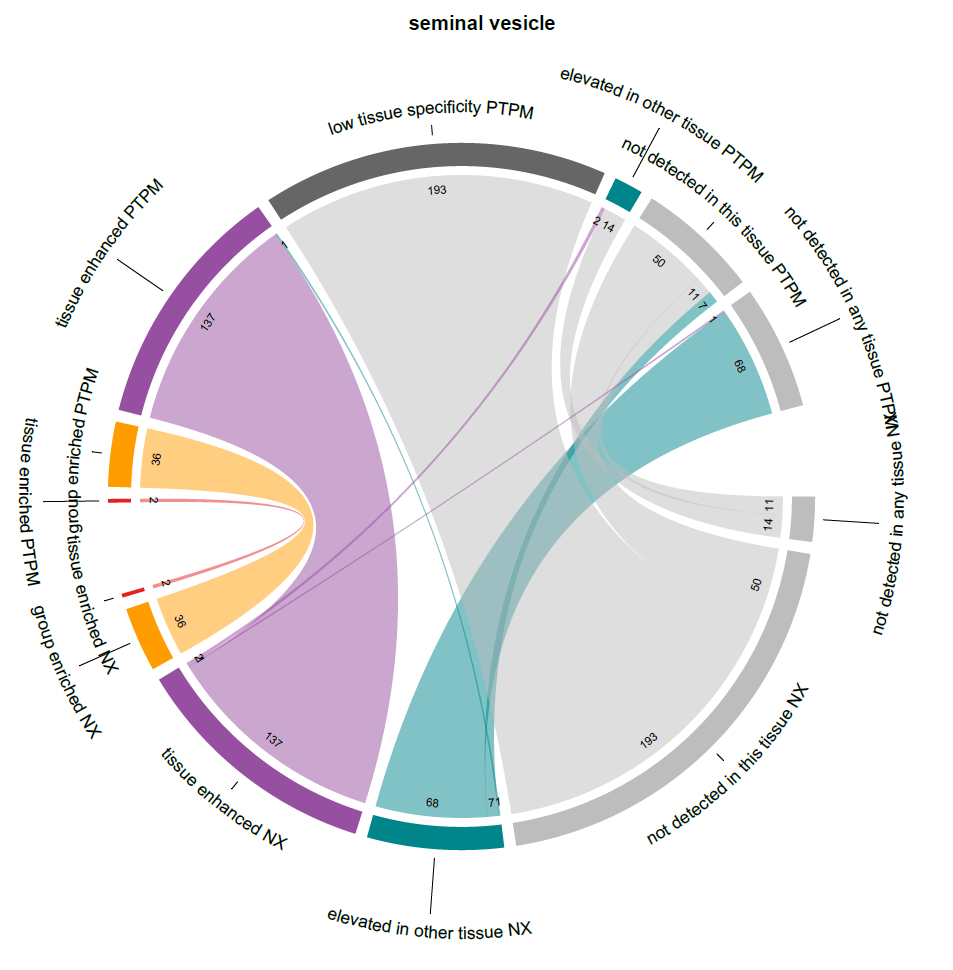 seminal vesicle
low tissue specificity PTPM
elevated in other tissue PTPM
not detected in this tissue PTPM
not detected in any tissue PTPM
not detected in any tissue NX
not detected in this tissue NX
elevated in other tissue NX
tissue enhanced NX
group enriched NX
tissue enriched NX
tissue enriched PTPM
group enriched PTPM
tissue enhanced PTPM
193
2
14
50
11
7
1
68
11
14
50
193
71
68
137
2
36
2
2
36
137
1